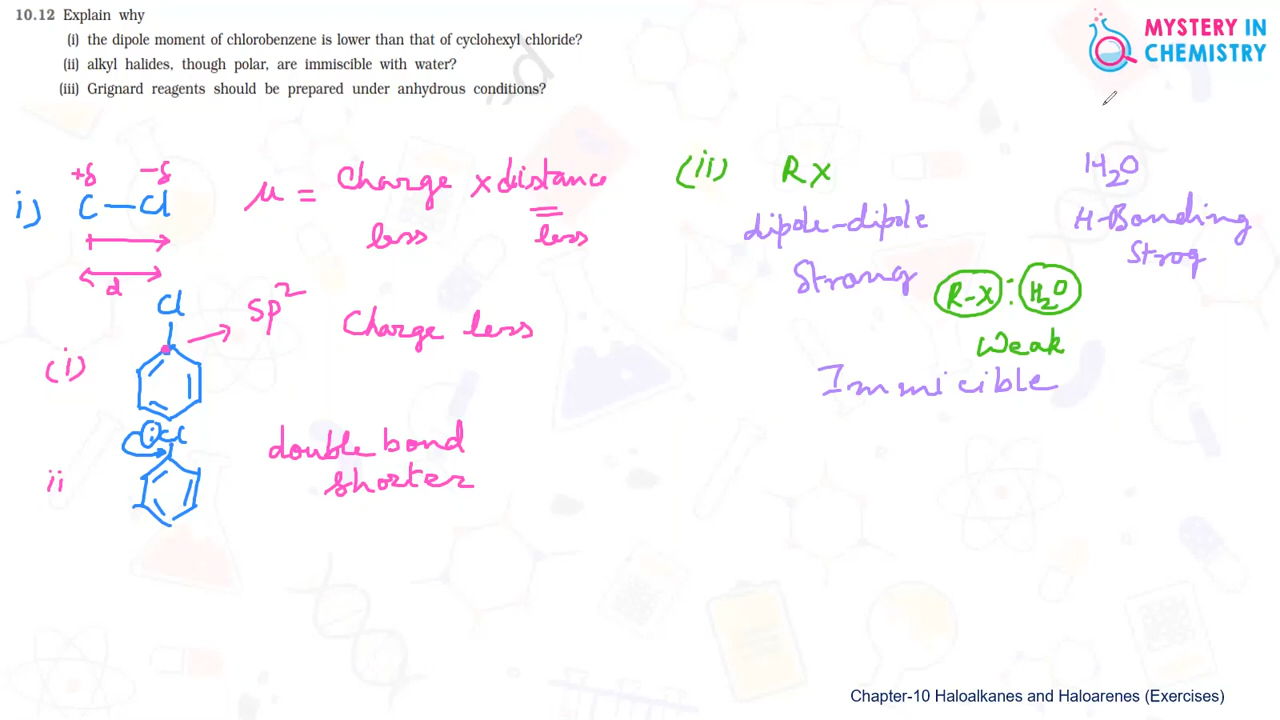 10.12 Explain why
(i) the dipole moment of chlorobenzene is lower than that of cyclohexyl chloride?
(ii) alkyl halides, though polar, are immiscible with water?
(iii) Grignard reagents should be prepared under anhydrous conditions?
MYSTERY IN
CHEMISTRY
+δ -δ
i) C-Cl
d
μ = Charge x distance
less less
Cl
(i)
sp²
Charge less
Cl
ii
double bond
shorter
(ii) RX
H₂O
dipole-dipole
Strong
H-Bonding
Strog
R-X : H₂O
Weak
Immicible
Chapter-10 Haloalkanes and Haloarenes (Exercises)